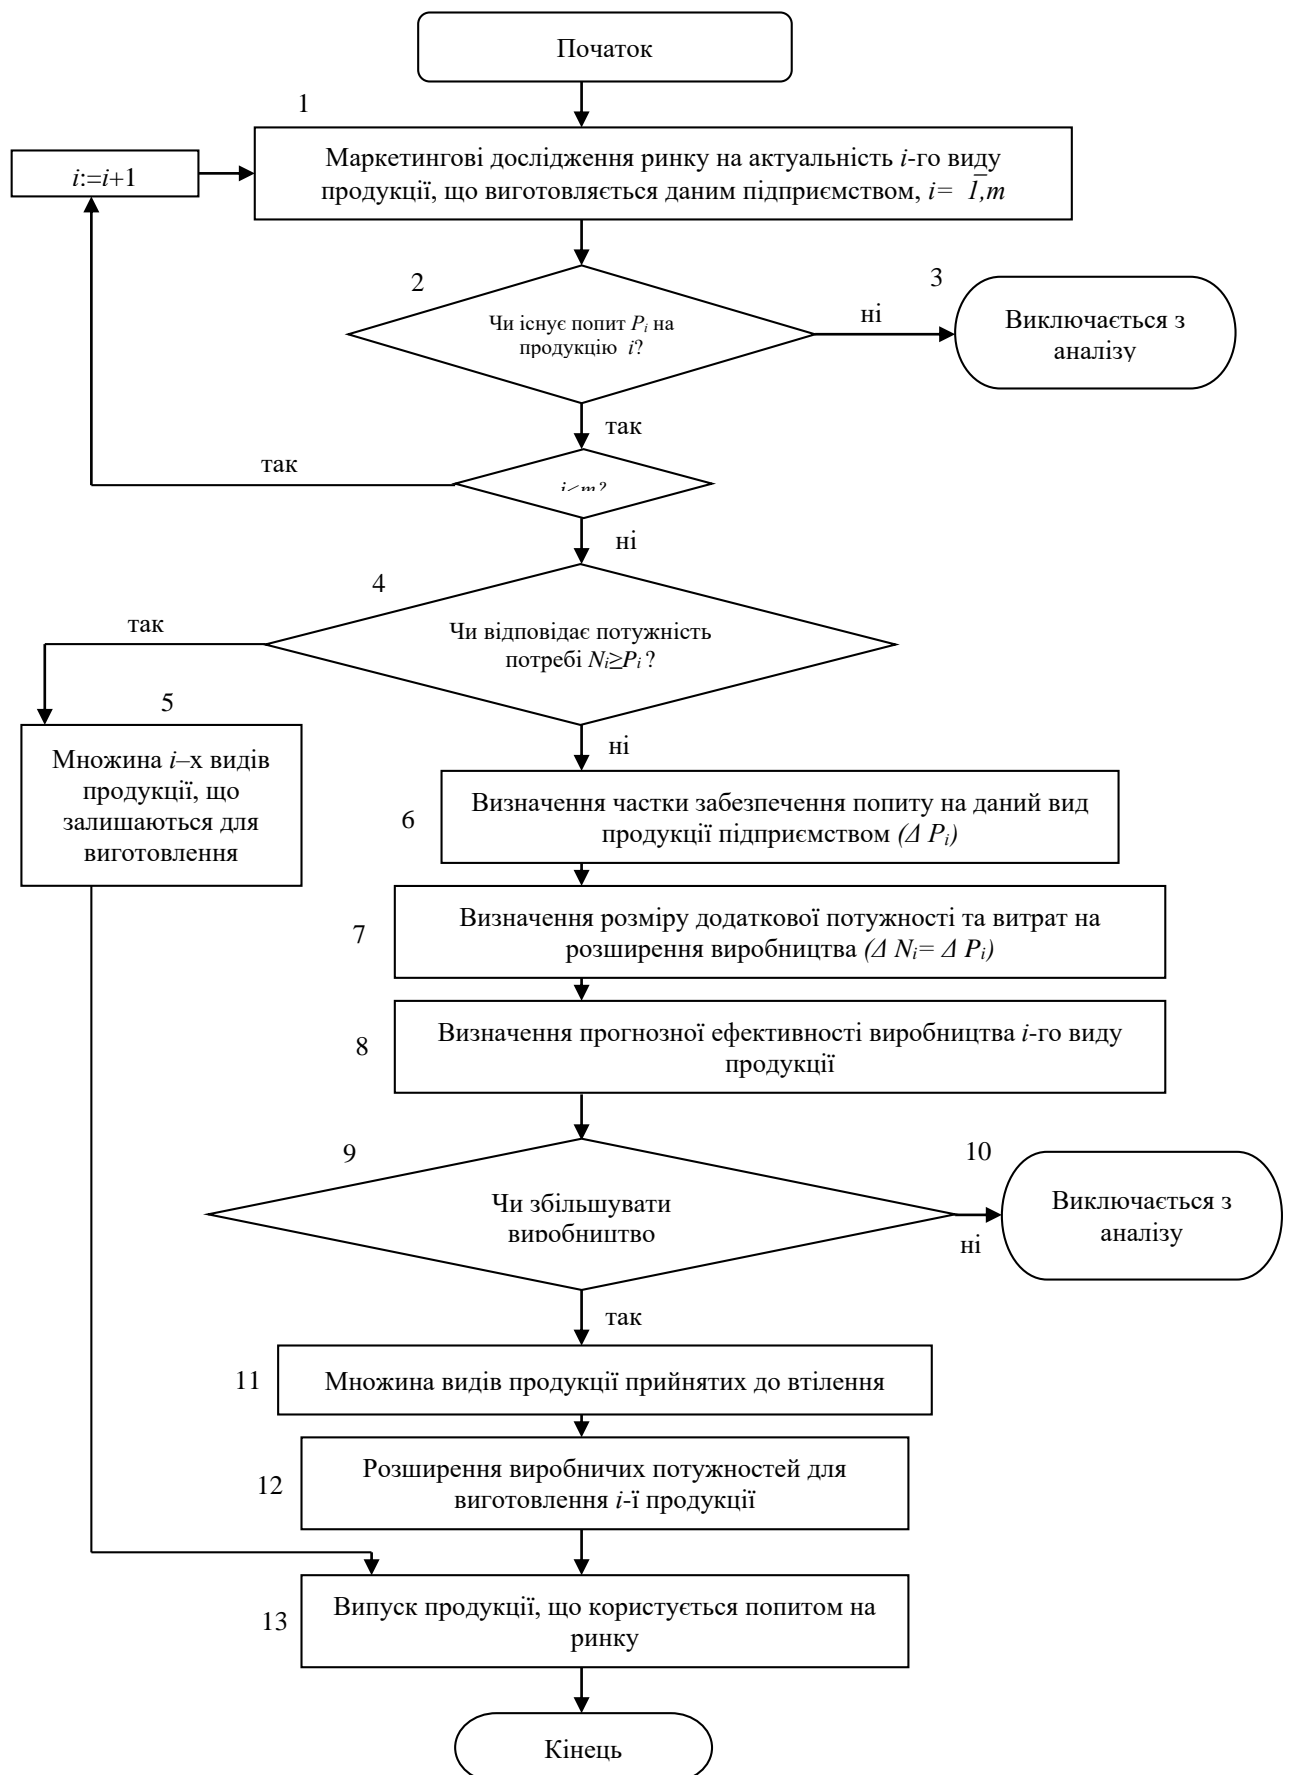 Початок
1
Маркетингові дослідження ринку на актуальність i-го виду
продукції, що виготовляється даним підприємством, i= 1,m
i:=i+1
2
Чи існує попит Pi на
продукцію i?
ні
3
Виключається з
аналізу
так
так
i<m?
ні
4
Чи відповідає потужність
потребі Ni≥Pi ?
так
5
Множина i–х видів
продукції, що
залишаються для
виготовлення
ні
6
Визначення частки забезпечення попиту на даний вид
продукції підприємством (Δ Pi)
7
Визначення розміру додаткової потужності та витрат на
розширення виробництва (Δ Ni= Δ Pi)
8
Визначення прогнозної ефективності виробництва i-го виду
продукції
9
Чи збільшувати
виробництво
10
Виключається з
аналізу
ні
так
11
Множина видів продукції прийнятих до втілення
12
Розширення виробничих потужностей для
виготовлення i-ї продукції
13
Випуск продукції, що користується попитом на
ринку
Кінець